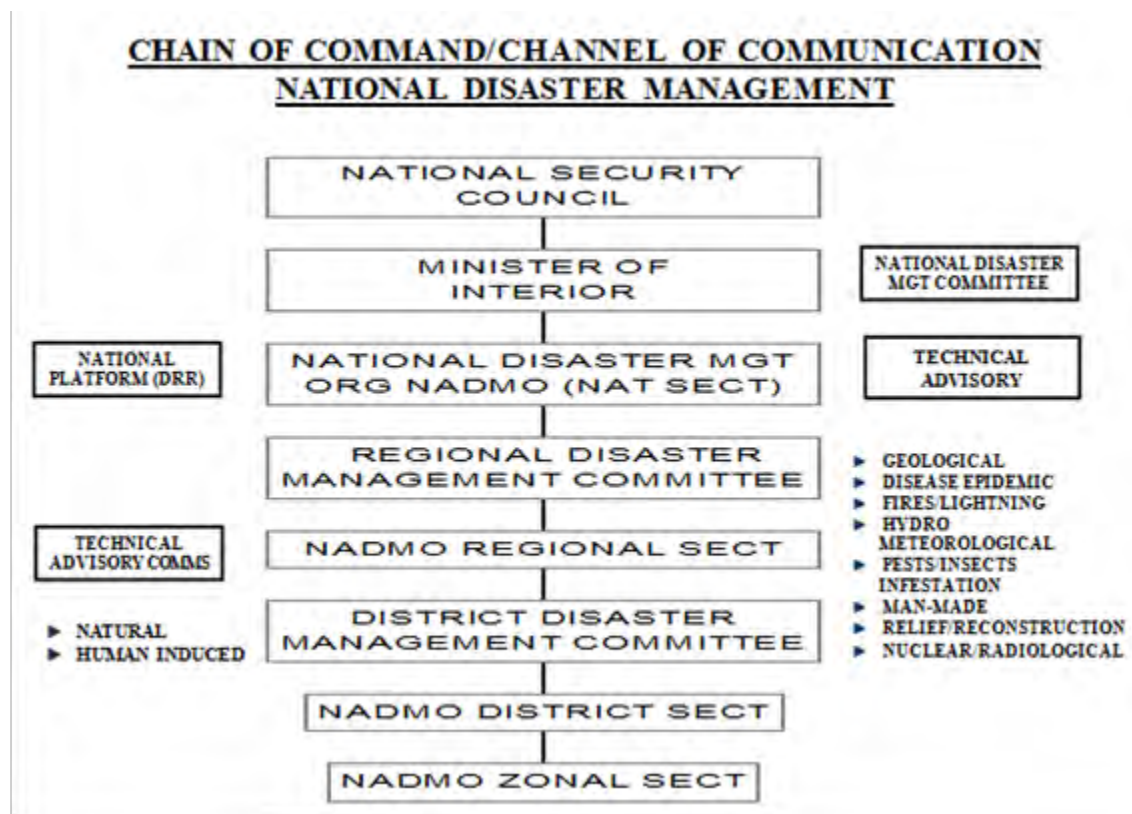 CHAIN OF COMMAND/CHANNEL OF COMMUNICATION
NATIONAL DISASTER MANAGEMENT
NATIONAL SECURITY
COUNCIL
MINISTER OF
INTERIOR
NATIONAL DISASTER
MGT COMMITTEE
NATIONAL
PLATFORM (DRR)
NATIONAL DISASTER MGT
ORG NADMO (NAT SECT)
TECHNICAL
ADVISORY
REGIONAL DISASTER
MANAGEMENT COMMITTEE
TECHNICAL
ADVISORY COMMS
NADMO REGIONAL SECT
► NATURAL
► HUMAN INDUCED
DISTRICT DISASTER
MANAGEMENT COMMITTEE
► GEOLOGICAL
► DISEASE EPIDEMIC
► FIRES/LIGHTNING
► HYDRO
METEOROLOGICAL
► PESTS/INSECTS
INFESTATION
► MAN-MADE
► RELIEF/RECONSTRUCTION
► NUCLEAR/RADIOLOGICAL
NADMO DISTRICT SECT
NADMO ZONAL SECT